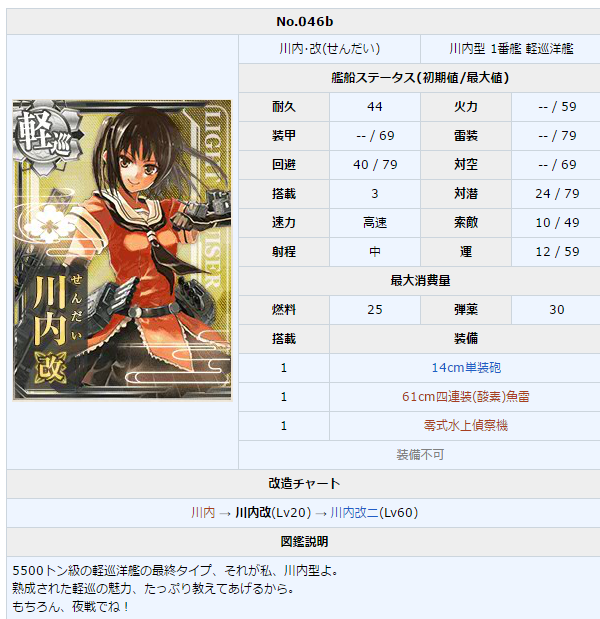 No.046b
川内・改(せんだい)
川内型 1番艦 軽巡洋艦
艦船ステータス(初期値/最大値)
耐久 44 火力 -- / 59
装甲 -- / 69 雷装 -- / 79
回避 40 / 79 対空 -- / 69
搭載 3 対潜 24 / 79
速力 高速 索敵 10 / 49
射程 中 運 12 / 59
最大消費量
燃料 25 弾薬 30
搭載 装備
1 14cm単装砲
1 61cm四連装(酸素)魚雷
1 零式水上偵察機
装備不可
軽巡
LIGHT
せんだい
川内
改
改造チャート
川内 → 川内改(Lv20) → 川内改二(Lv60)
図鑑説明
5500トン級の軽巡洋艦の最終タイプ、それが私、川内型よ。
熟成された軽巡の魅力、たっぷり教えてあげるから。
もちろん、夜戦でね！